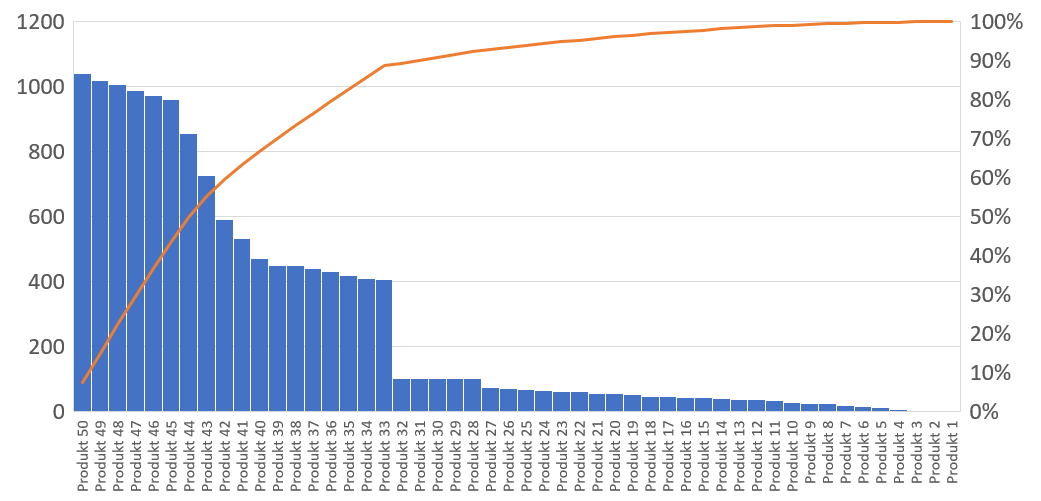 1200
1000
800
600
400
200
0
100%
90%
80%
70%
60%
50%
40%
30%
20%
10%
0%
Produkt 50
Produkt 49
Produkt 48
Produkt 47
Produkt 46
Produkt 45
Produkt 44
Produkt 43
Produkt 42
Produkt 41
Produkt 40
Produkt 39
Produkt 38
Produkt 37
Produkt 36
Produkt 35
Produkt 34
Produkt 33
Produkt 32
Produkt 31
Produkt 30
Produkt 29
Produkt 28
Produkt 27
Produkt 26
Produkt 25
Produkt 24
Produkt 23
Produkt 22
Produkt 21
Produkt 20
Produkt 19
Produkt 18
Produkt 17
Produkt 16
Produkt 15
Produkt 14
Produkt 13
Produkt 12
Produkt 11
Produkt 10
Produkt 9
Produkt 8
Produkt 7
Produkt 6
Produkt 5
Produkt 4
Produkt 3
Produkt 2
Produkt 1